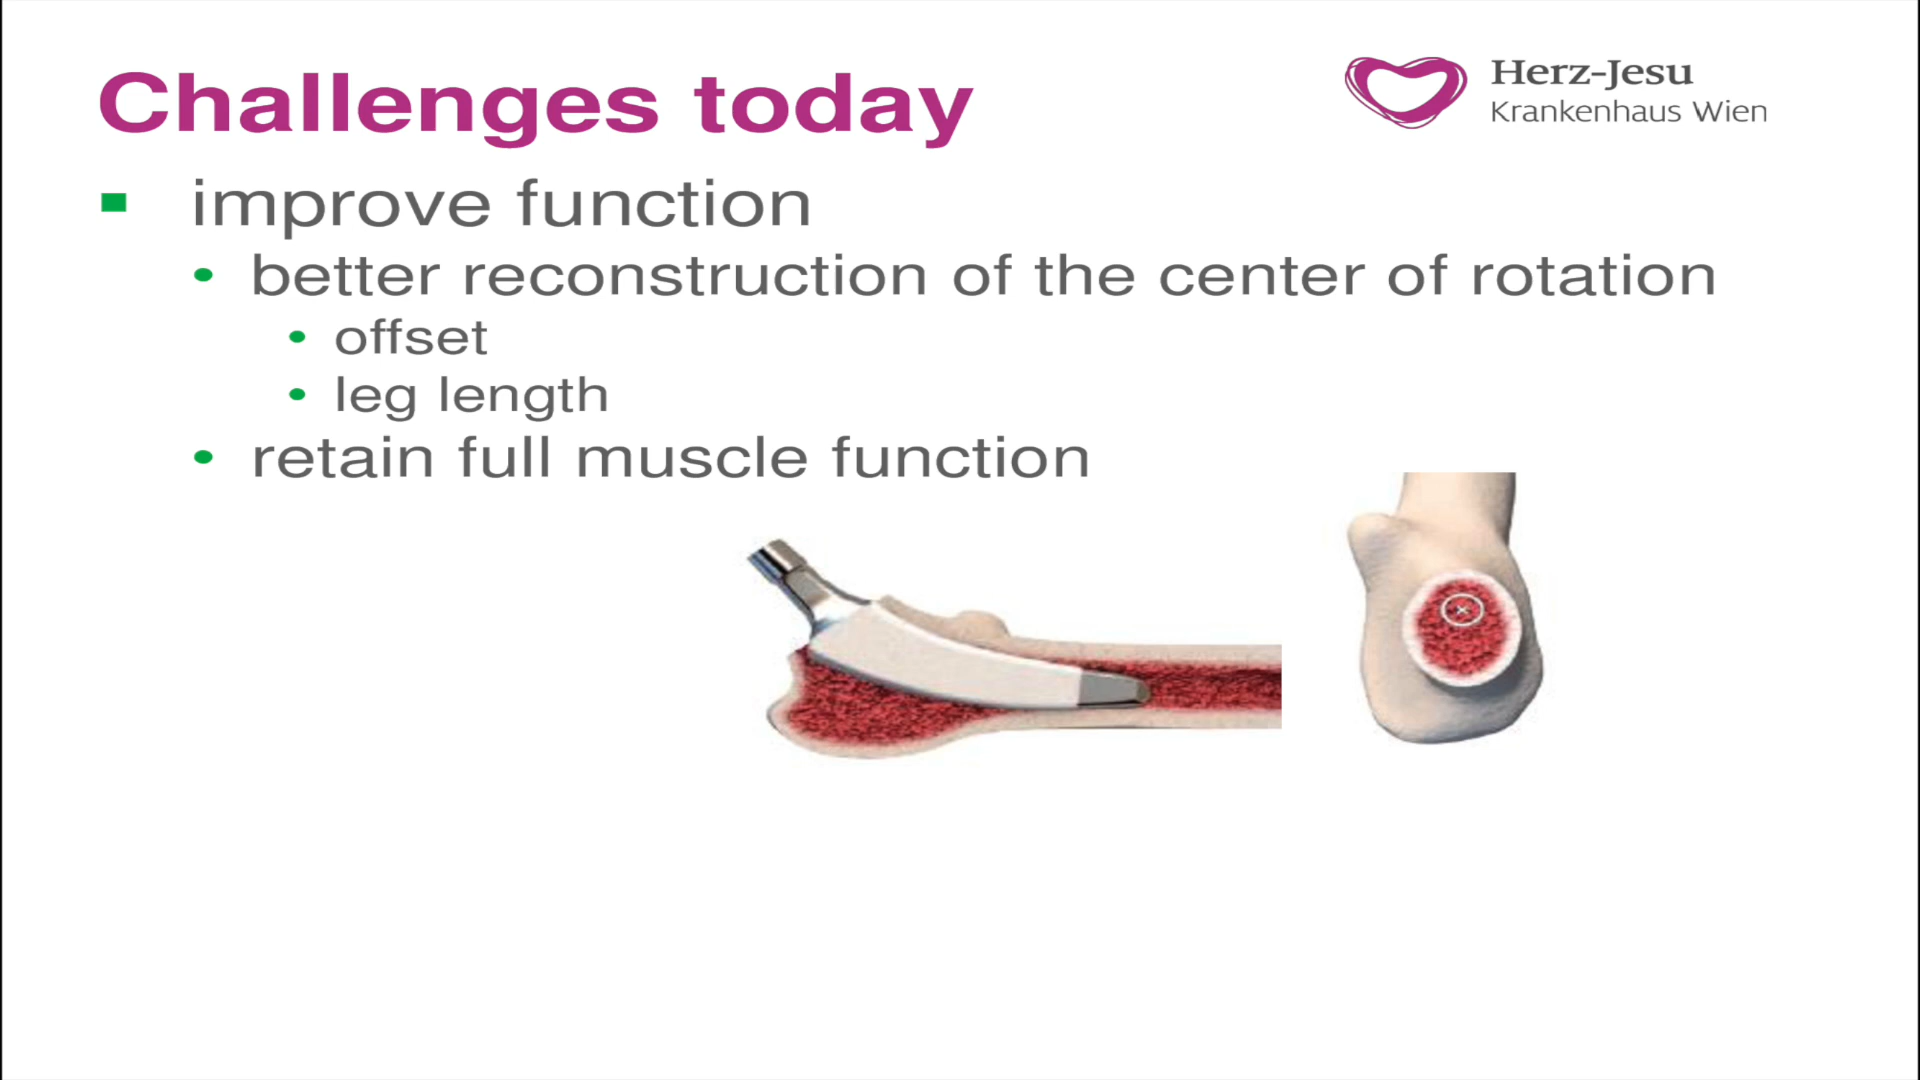 Challenges today
Herz-Jesu
Krankenhaus Wien
improve function
better reconstruction of the center of rotation
offset
leg length
retain full muscle function